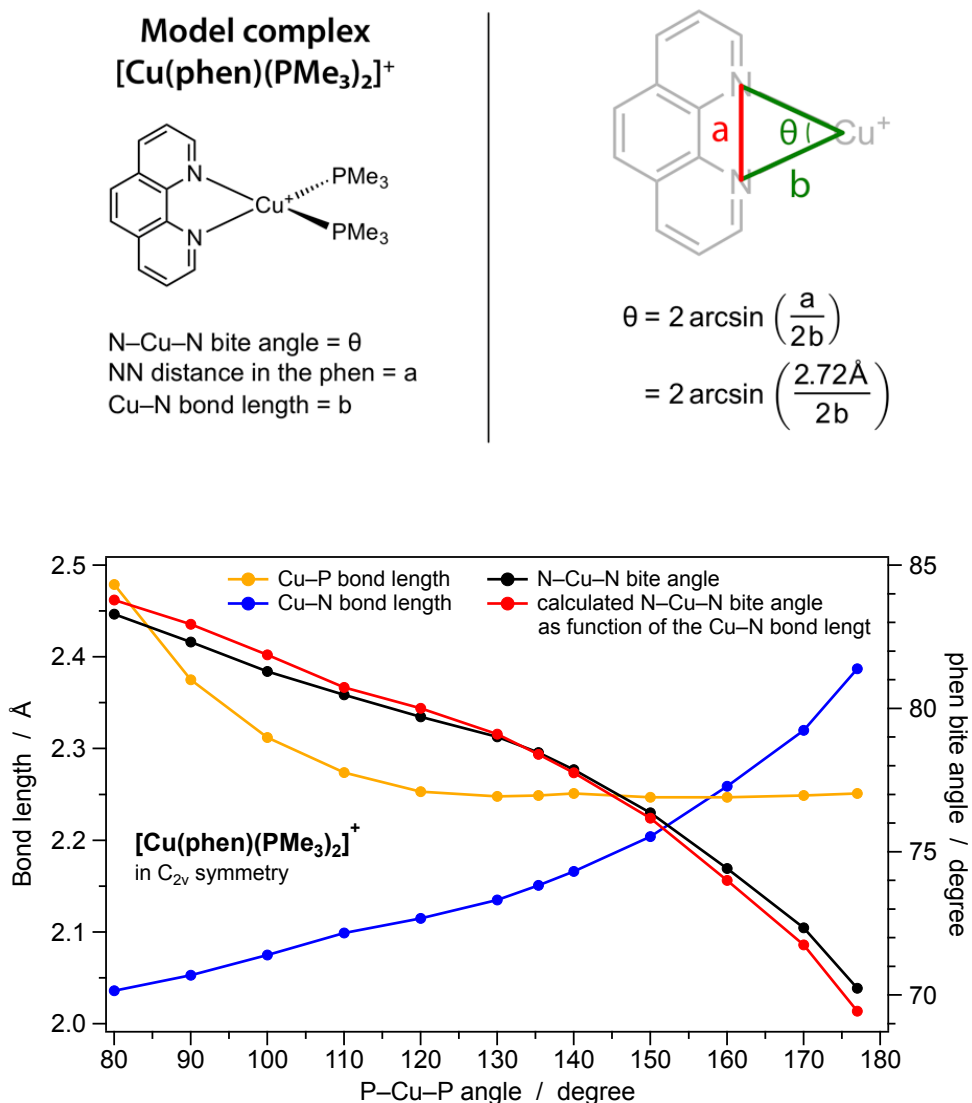 Model complex
[Cu(phen)(PMe₃)₂]⁺
N
N
Cu⁺
PMe₃
PMe₃
N–Cu–N bite angle = θ
NN distance in the phen = a
Cu–N bond length = b
N
N
a
θ
b
Cu⁺
θ = 2 arcsin (a/2b)
= 2 arcsin (2.72Å/2b)
Cu–P bond length
Cu–N bond length
N–Cu–N bite angle
calculated N–Cu–N bite angle
as function of the Cu–N bond lengt
[Cu(phen)(PMe₃)₂]⁺
in C₂ᵥ symmetry
Bond length / Å
2.5
2.4
2.3
2.2
2.1
2.0
phen bite angle / degree
85
80
75
70
80 90 100 110 120 130 140 150 160 170 180
P–Cu–P angle / degree